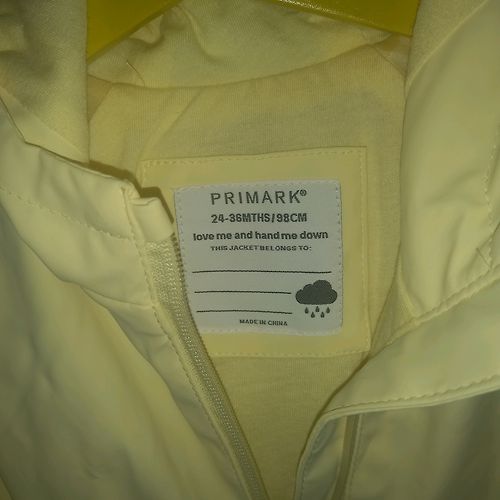 PRIMARK®
24-36MTHS/98CM
love me and hand me down
THIS JACKET BELONGS TO:
MADE IN CHINA